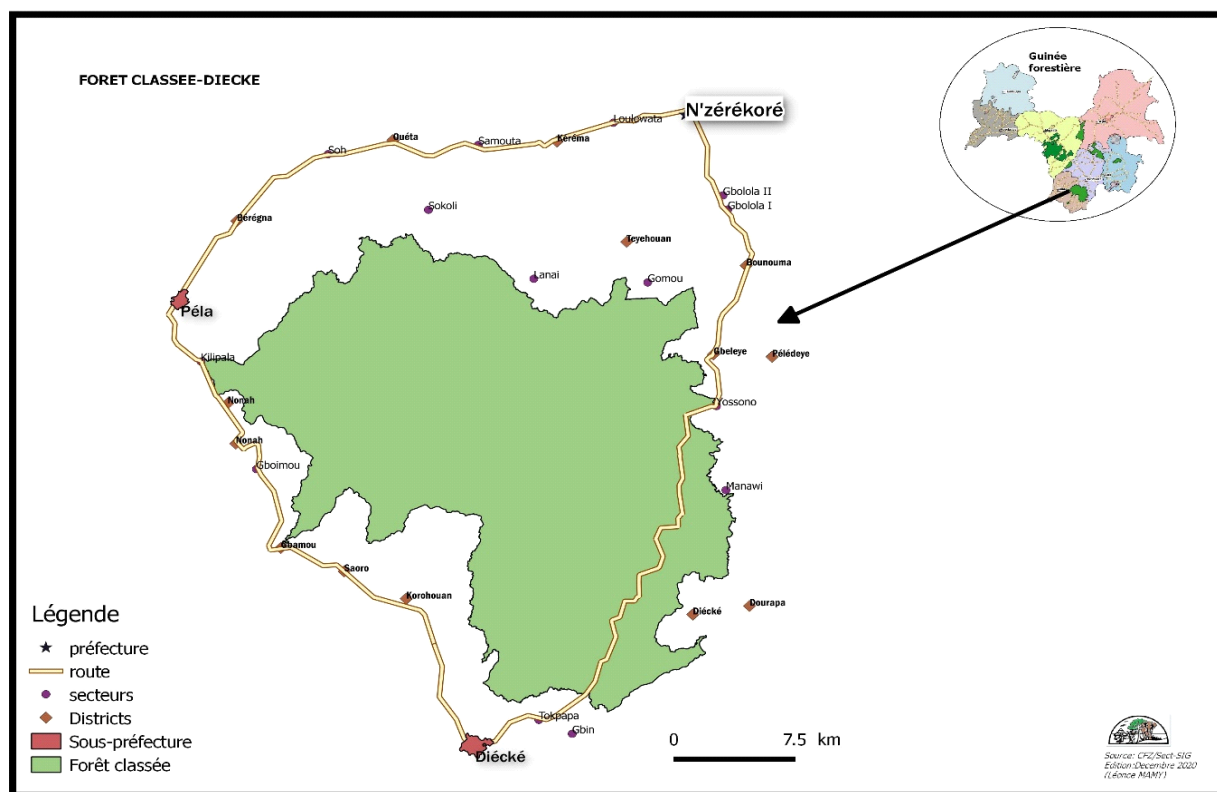 FORET CLASSEE-DIECKE
Guinée
forestière
N'zérékoré
Loulowata
Kéréma
Samouta
Ouéta
Soh
Gbolola II
Gbolola I
Sokoli
Bérégna
Teyehouan
Bounouma
Lanai
Gomou
Péla
Kilipala
Gbeleye
Pélédeye
Nonah
Yossono
Nonah
Gboimou
Manawi
Gbamou
Saoro
Korohouan
Diécké
Dourapa
Tokpapa
Gbin
Diécké
Légende
préfecture
route
secteurs
Districts
Sous-préfecture
Forêt classée
0 7.5 km
Source: CFZ/Sect-SIG
Edition:Decembre 2020
(Léonce MAMY)